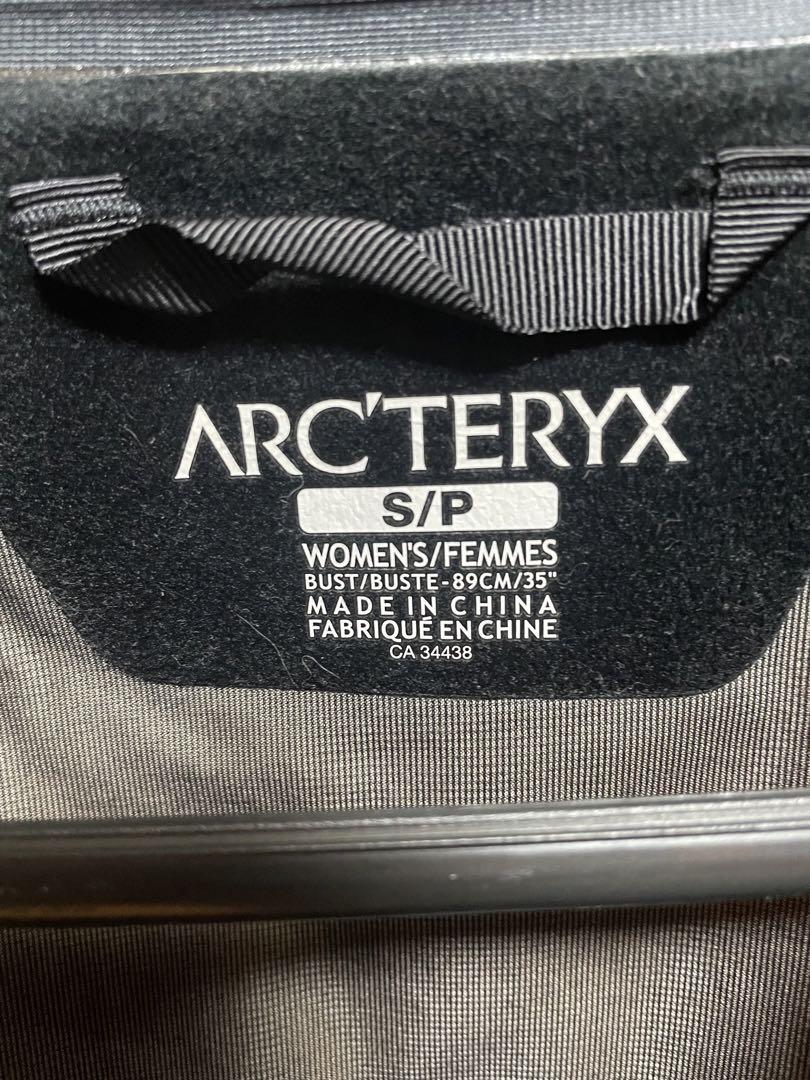 ARC'TERYX
S/P
WOMEN'S/FEMMES
BUST/BUSTE-89CM/35"
MADE IN CHINA
FABRIQUÉ EN CHINE
CA 34438